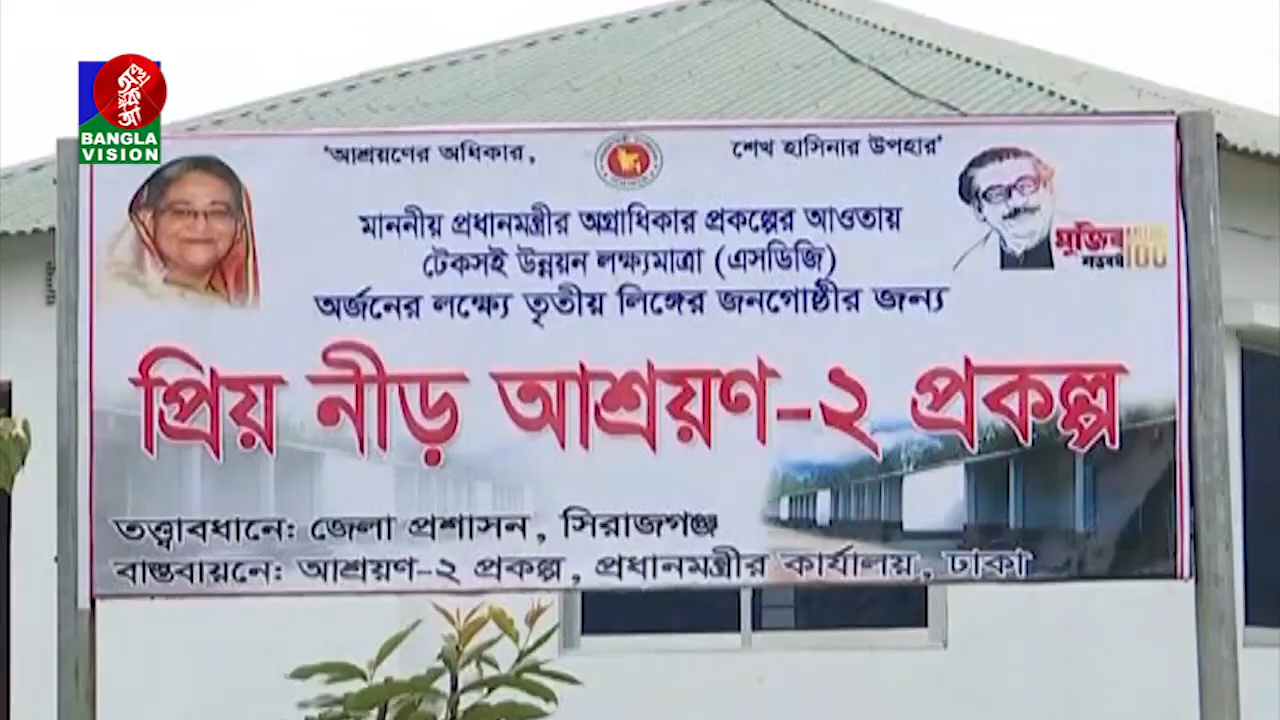 BANGLA
VISION
'আশ্রয়ণের অধিকার, শেখ হাসিনার উপহার'
মাননীয় প্রধানমন্ত্রীর অগ্রাধিকার প্রকল্পের আওতায়
টেকসই উন্নয়ন লক্ষ্যমাত্রা (এসডিজি)
অর্জনের লক্ষ্যে তৃতীয় লিঙ্গের জনগোষ্ঠীর জন্য
মুজিব 100
শতবর্ষ
প্রিয় নীড় আশ্রয়ণ-২ প্রকল্প
তত্ত্বাবধানে: জেলা প্রশাসন, সিরাজগঞ্জ
বাস্তবায়নে: আশ্রয়ণ-২ প্রকল্প, প্রধানমন্ত্রীর কার্যালয়, ঢাকা